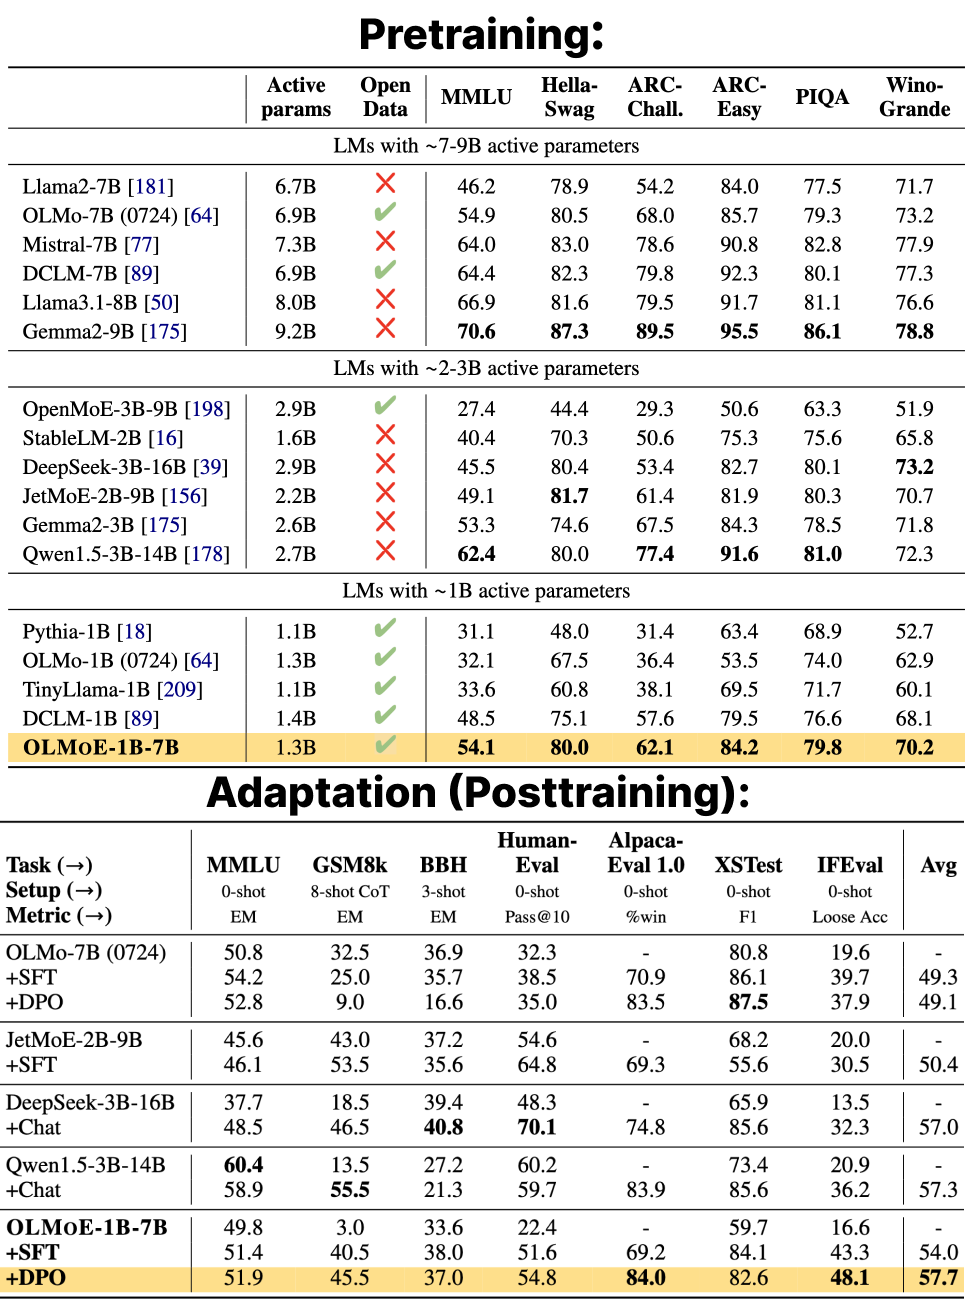 Pretraining:
Active Open Hella- ARC- ARC- Wino-
params Data MMLU Swag Chall. Easy PIQA Grande
LMs with ~7-9B active parameters
Llama2-7B [181] 6.7B ✗ 46.2 78.9 54.2 84.0 77.5 71.7
OLMo-7B (0724) [64] 6.9B ✔ 54.9 80.5 68.0 85.7 79.3 73.2
Mistral-7B [77] 7.3B ✗ 64.0 83.0 78.6 90.8 82.8 77.9
DCLM-7B [89] 6.9B ✔ 64.4 82.3 79.8 92.3 80.1 77.3
Llama3.1-8B [50] 8.0B ✗ 66.9 81.6 79.5 91.7 81.1 76.6
Gemma2-9B [175] 9.2B ✗ 70.6 87.3 89.5 95.5 86.1 78.8
LMs with ~2-3B active parameters
OpenMoE-3B-9B [198] 2.9B ✔ 27.4 44.4 29.3 50.6 63.3 51.9
StableLM-2B [16] 1.6B ✗ 40.4 70.3 50.6 75.3 75.6 65.8
DeepSeek-3B-16B [39] 2.9B ✗ 45.5 80.4 53.4 82.7 80.1 73.2
JetMoE-2B-9B [156] 2.2B ✗ 49.1 81.7 61.4 81.9 80.3 70.7
Gemma2-3B [175] 2.6B ✗ 53.3 74.6 67.5 84.3 78.5 71.8
Qwen1.5-3B-14B [178] 2.7B ✗ 62.4 80.0 77.4 91.6 81.0 72.3
LMs with ~1B active parameters
Pythia-1B [18] 1.1B ✔ 31.1 48.0 31.4 63.4 68.9 52.7
OLMo-1B (0724) [64] 1.3B ✔ 32.1 67.5 36.4 53.5 74.0 62.9
TinyLlama-1B [209] 1.1B ✔ 33.6 60.8 38.1 69.5 71.7 60.1
DCLM-1B [89] 1.4B ✔ 48.5 75.1 57.6 79.5 76.6 68.1
OLMOE-1B-7B 1.3B ✔ 54.1 80.0 62.1 84.2 79.8 70.2
Adaptation (Posttraining):
Human- Alpaca-
Task (→) MMLU GSM8k BBH Eval Eval 1.0 XSTest IFEval Avg
Setup (→) 0-shot 8-shot CoT 3-shot 0-shot 0-shot 0-shot 0-shot
Metric (→) EM EM EM Pass@10 %win F1 Loose Acc
OLMo-7B (0724) 50.8 32.5 36.9 32.3 - 80.8 19.6 -
+SFT 54.2 25.0 35.7 38.5 70.9 86.1 39.7 49.3
+DPO 52.8 9.0 16.6 35.0 83.5 87.5 37.9 49.1
JetMoE-2B-9B 45.6 43.0 37.2 54.6 - 68.2 20.0 -
+SFT 46.1 53.5 35.6 64.8 69.3 55.6 30.5 50.4
DeepSeek-3B-16B 37.7 18.5 39.4 48.3 - 65.9 13.5 -
+Chat 48.5 46.5 40.8 70.1 74.8 85.6 32.3 57.0
Qwen1.5-3B-14B 60.4 13.5 27.2 60.2 - 73.4 20.9 -
+Chat 58.9 55.5 21.3 59.7 83.9 85.6 36.2 57.3
OLMOE-1B-7B 49.8 3.0 33.6 22.4 - 59.7 16.6 -
+SFT 51.4 40.5 38.0 51.6 69.2 84.1 43.3 54.0
+DPO 51.9 45.5 37.0 54.8 84.0 82.6 48.1 57.7